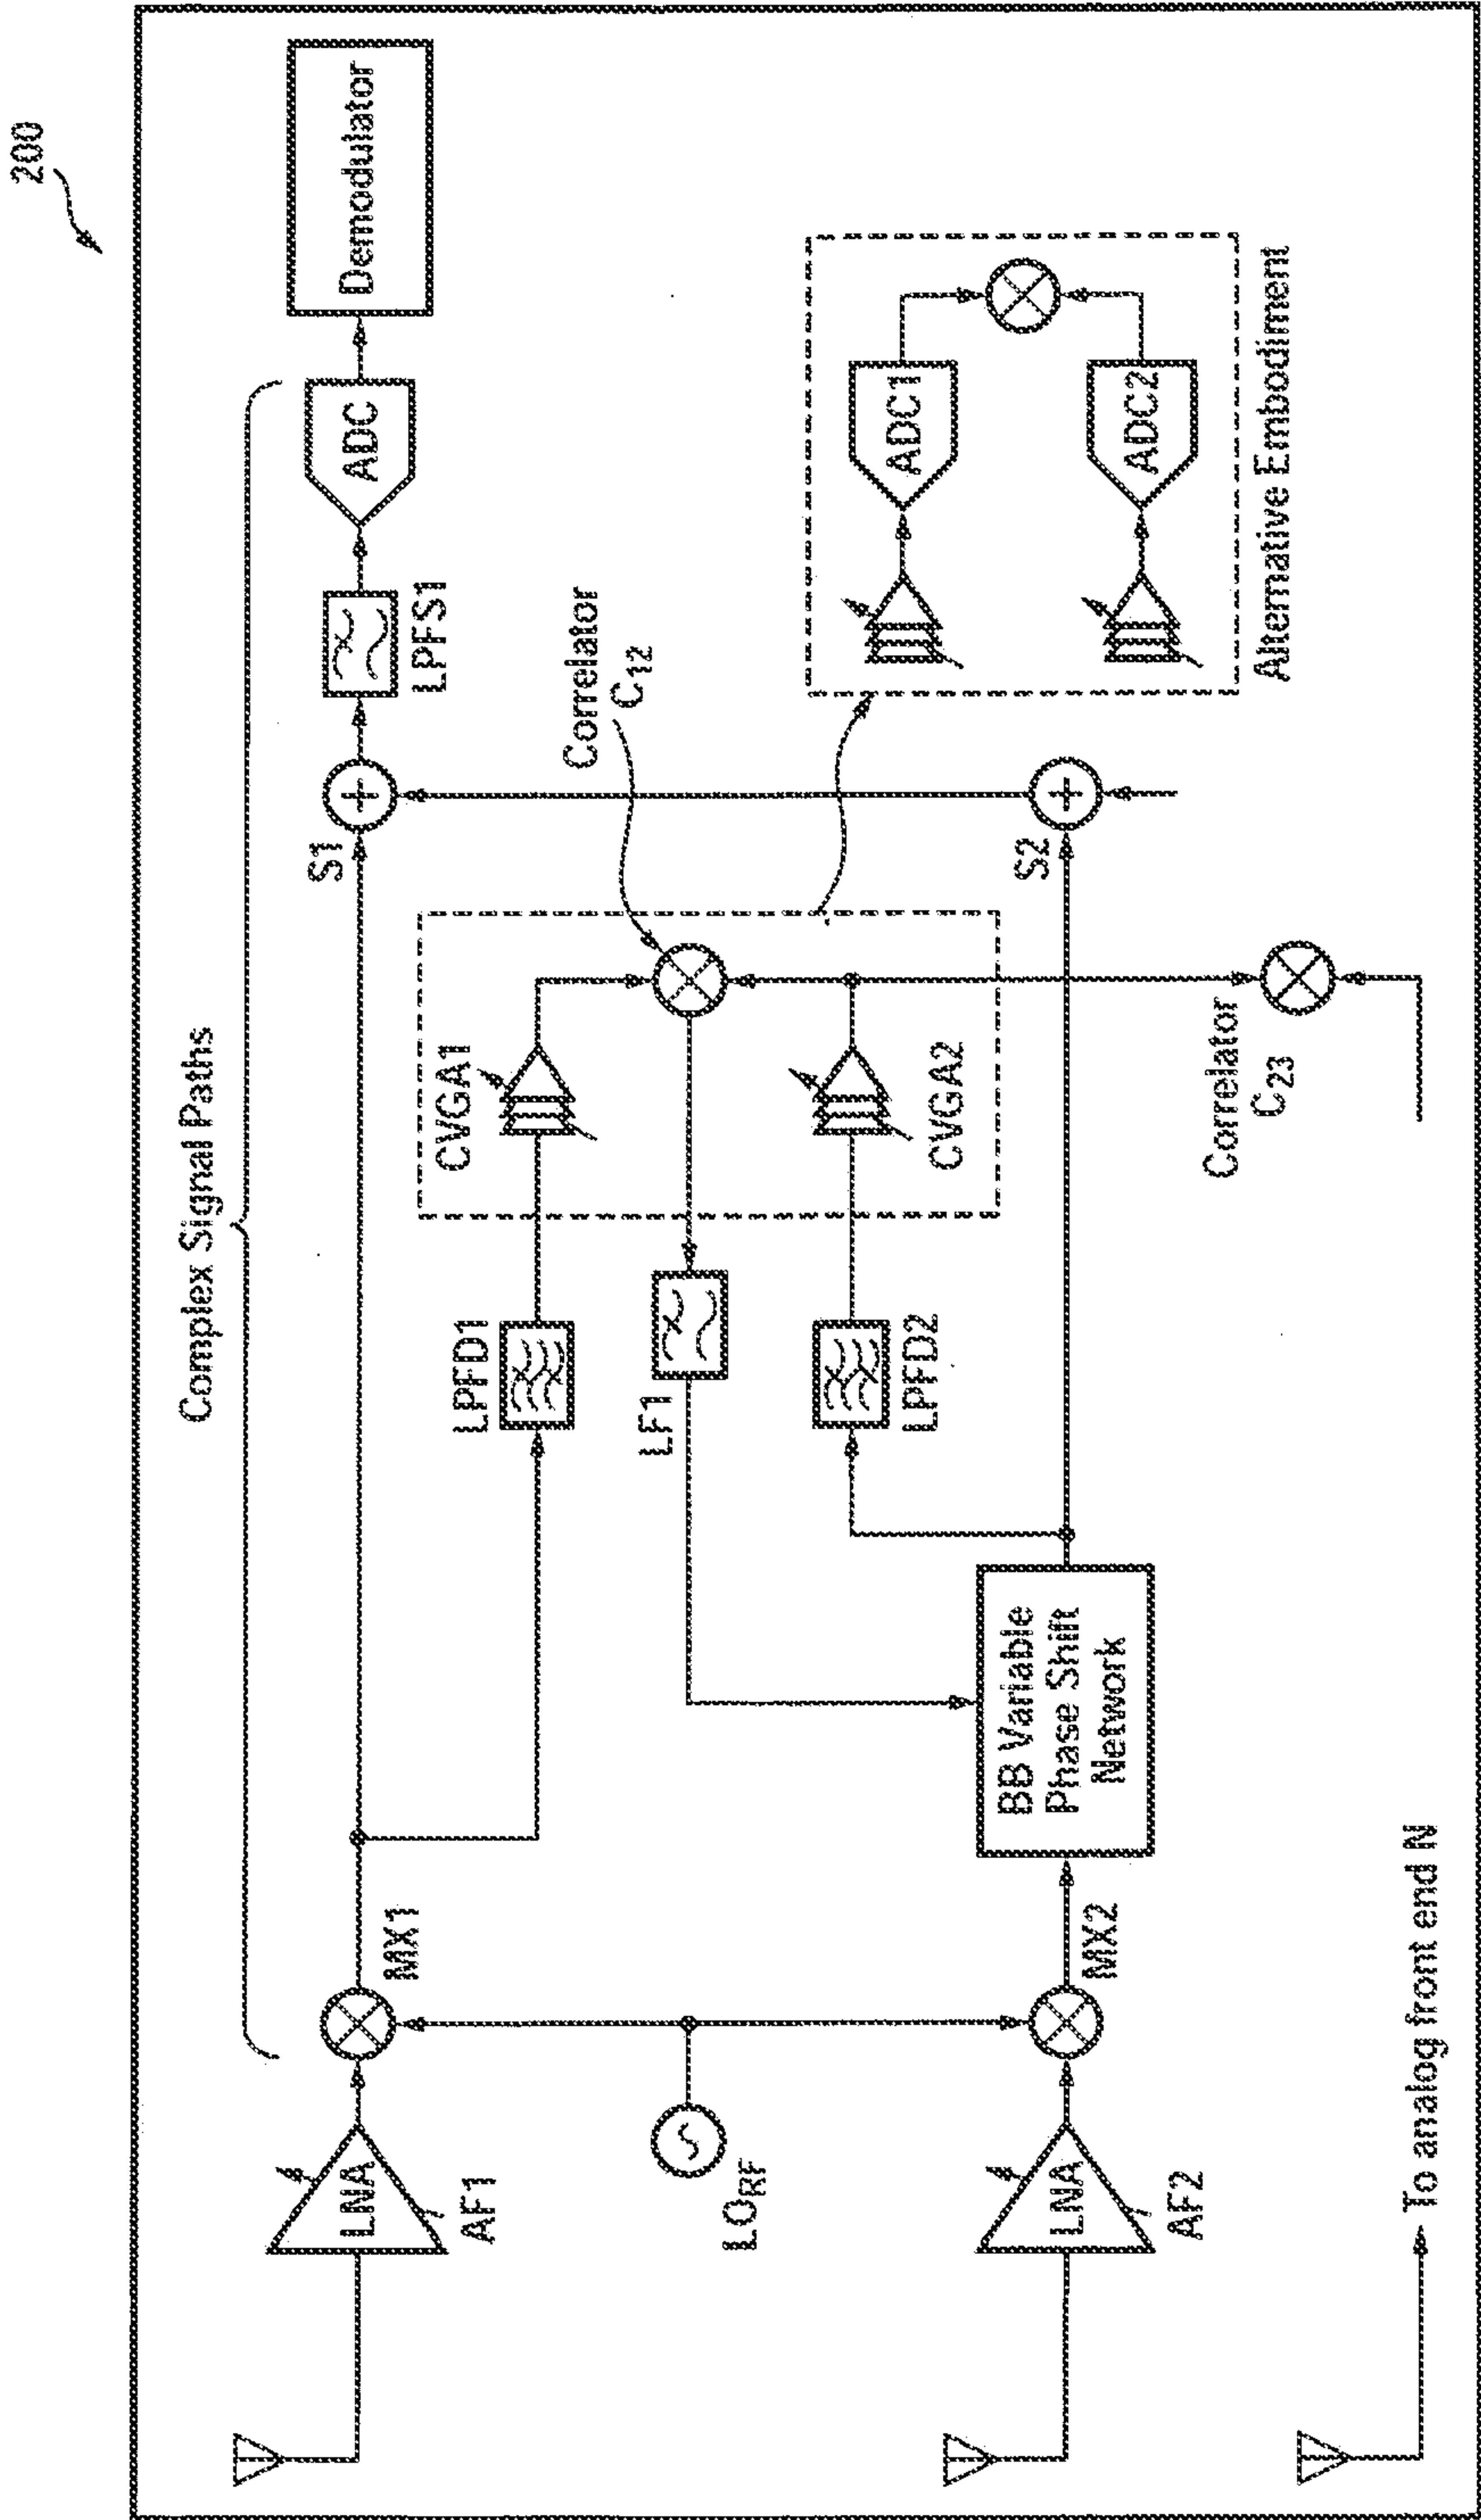 200
Complex Signal Paths
LNA
AF1
MX1
S1
LPFS1
ADC
Demodulator
LPFD1
CVGA1
Correlator
C12
LORF
LF1
LPFD2
CVGA2
ADC1
ADC2
Alternative Embodiment
LNA
AF2
MX2
BB Variable
Phase Shift
Network
S2
Correlator
C23
To analog front end N